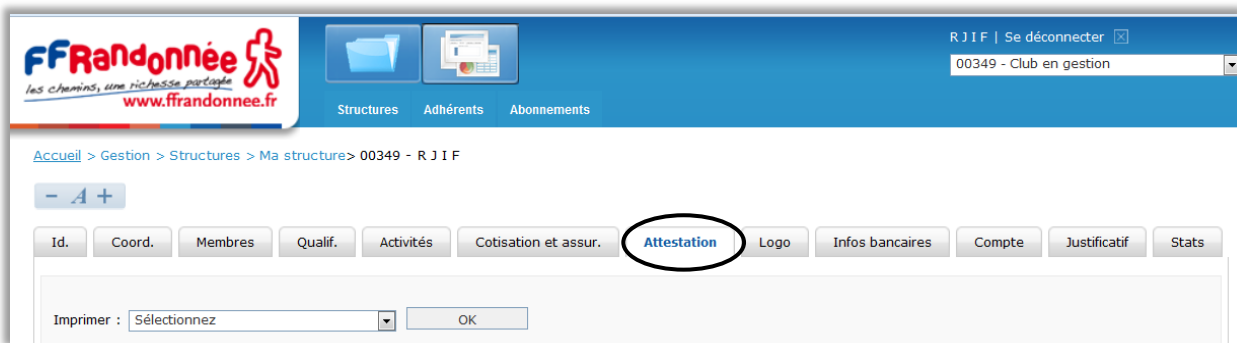 FFRandonnée
les chemins, une richesse partagée
www.ffrandonnee.fr
R J I F | Se déconnecter
00349 - Club en gestion
Structures Adhérents Abonnements
Accueil > Gestion > Structures > Ma structure> 00349 - R J I F
- A +
Id. Coord. Membres Qualif. Activités Cotisation et assur. Attestation Logo Infos bancaires Compte Justificatif Stats
Imprimer : Sélectionnez OK